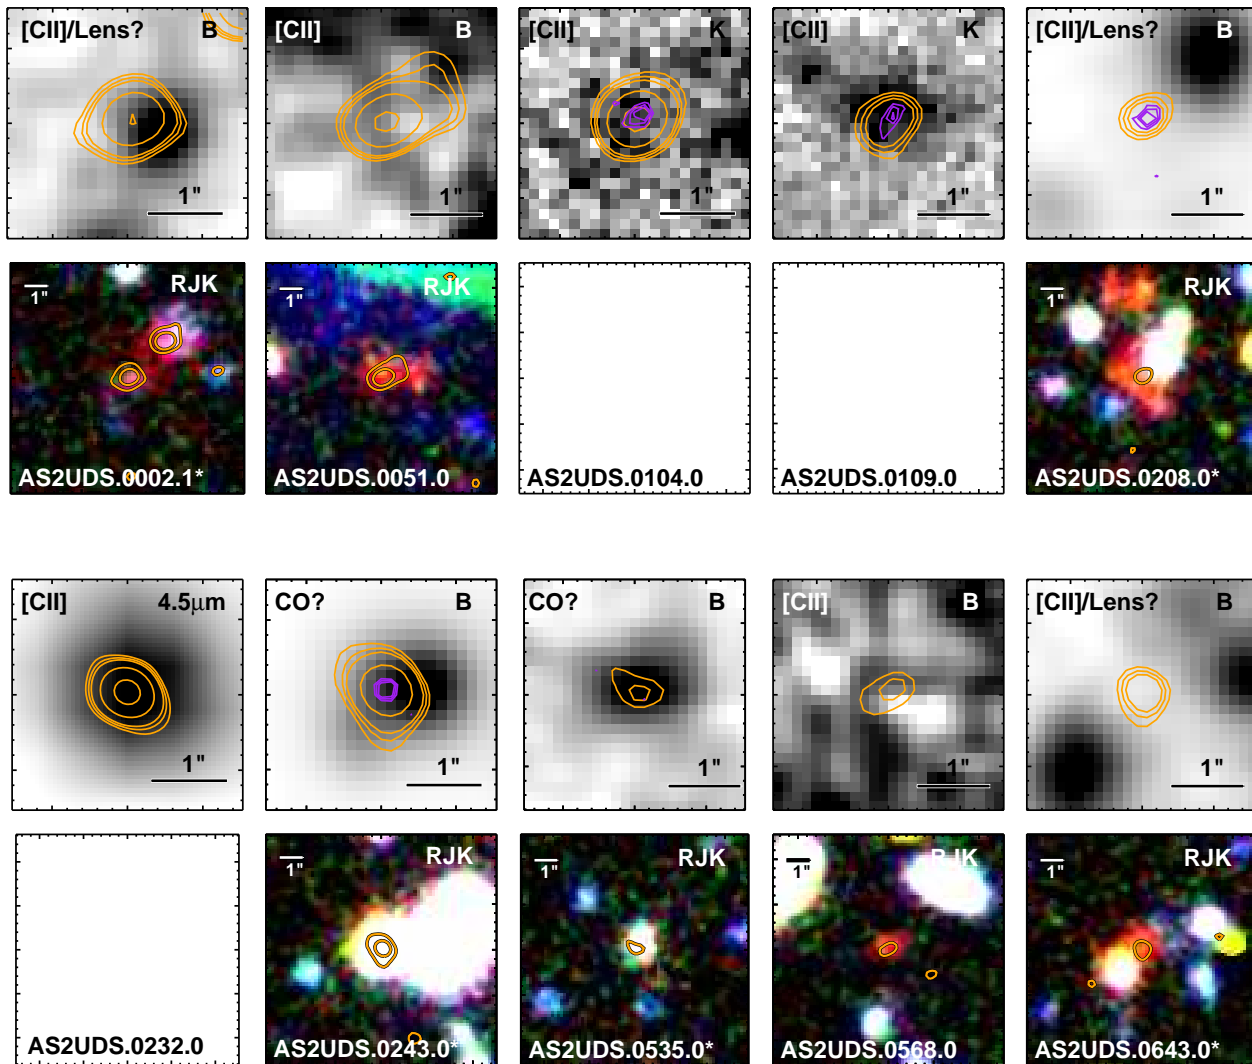 [CII]/Lens? B B
[CII] B
[CII] K
[CII] K
[CII]/Lens? B
1"
1"
1"
1"
1"
1" RJK
1" RJK
1" RJK
AS2UDS.0002.1*
AS2UDS.0051.0
AS2UDS.0104.0
AS2UDS.0109.0
AS2UDS.0208.0*
[CII] 4.5μm
CO? B
CO? B
[CII] B
[CII]/Lens? B
1"
1"
1"
1"
1"
1" RJK
1" RJK
1" RJK
1" RJK
AS2UDS.0232.0
AS2UDS.0243.0*
AS2UDS.0535.0*
AS2UDS.0568.0
AS2UDS.0643.0*